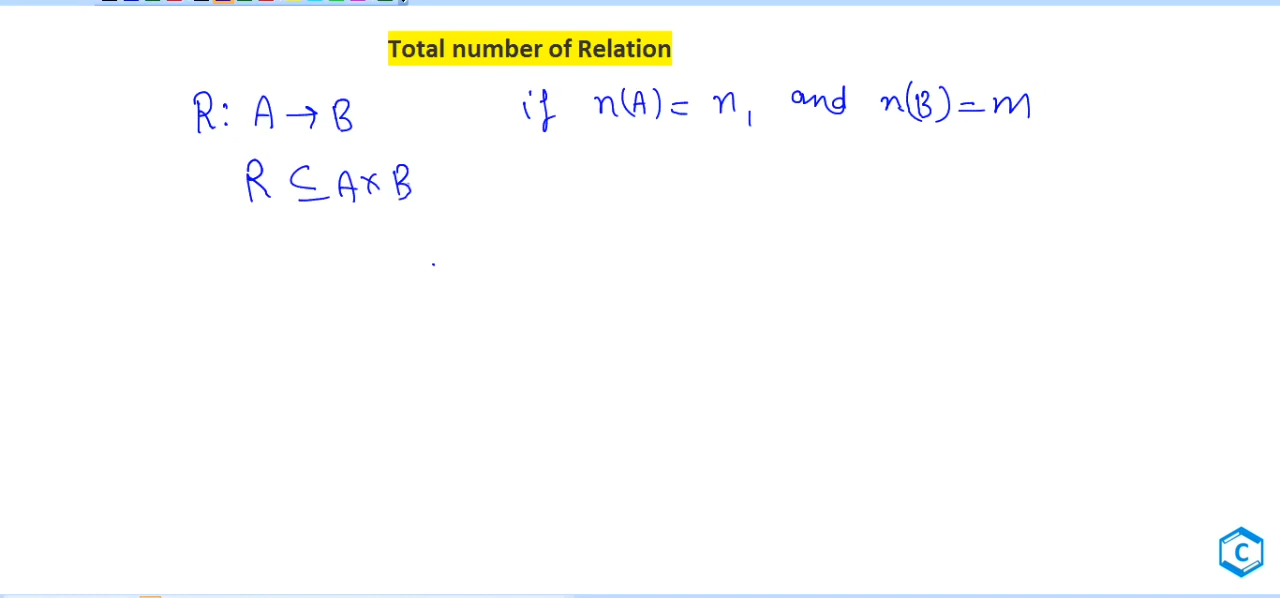 Total number of Relation
R: A → B if n(A) = n, and n(B) = m
R ⊆ A × B
C